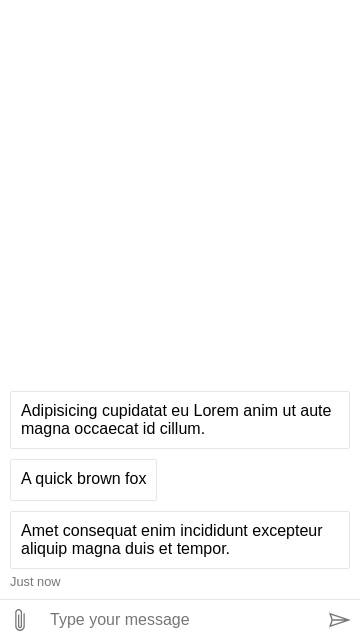 Adipisicing cupidatat eu Lorem anim ut aute
magna occaecat id cillum.
A quick brown fox
Amet consequat enim incididunt excepteur
aliquip magna duis et tempor.
Just now
Type your message